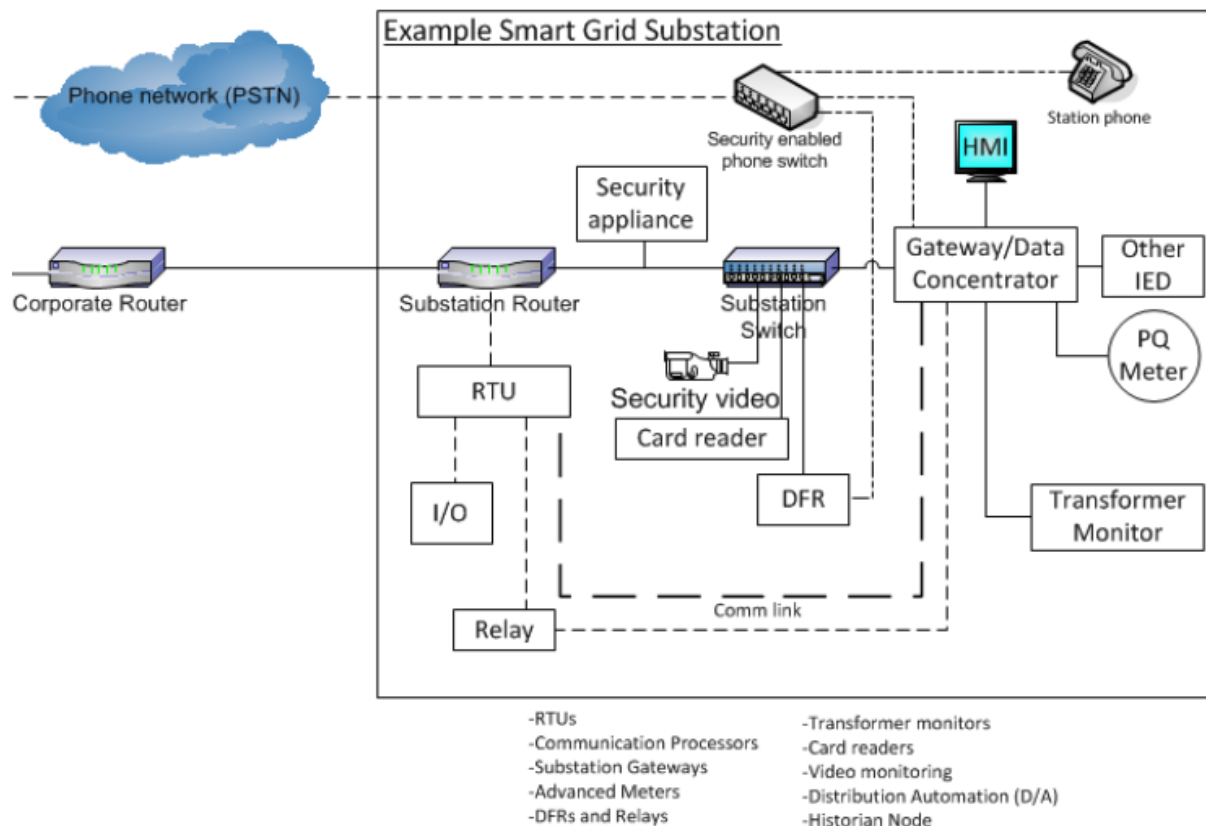 Example Smart Grid Substation
Phone network (PSTN)
Security enabled
phone switch
Station phone
HMI
Security
appliance
Gateway/Data
Concentrator
Other
IED
Corporate Router
Substation Router
Substation
Switch
PQ
Meter
RTU
Security video
Card reader
I/O
DFR
Transformer
Monitor
Comm link
Relay
-RTUs
-Communication Processors
-Substation Gateways
-Advanced Meters
-DFRs and Relays
-Transformer monitors
-Card readers
-Video monitoring
-Distribution Automation (D/A)
-Historian Node